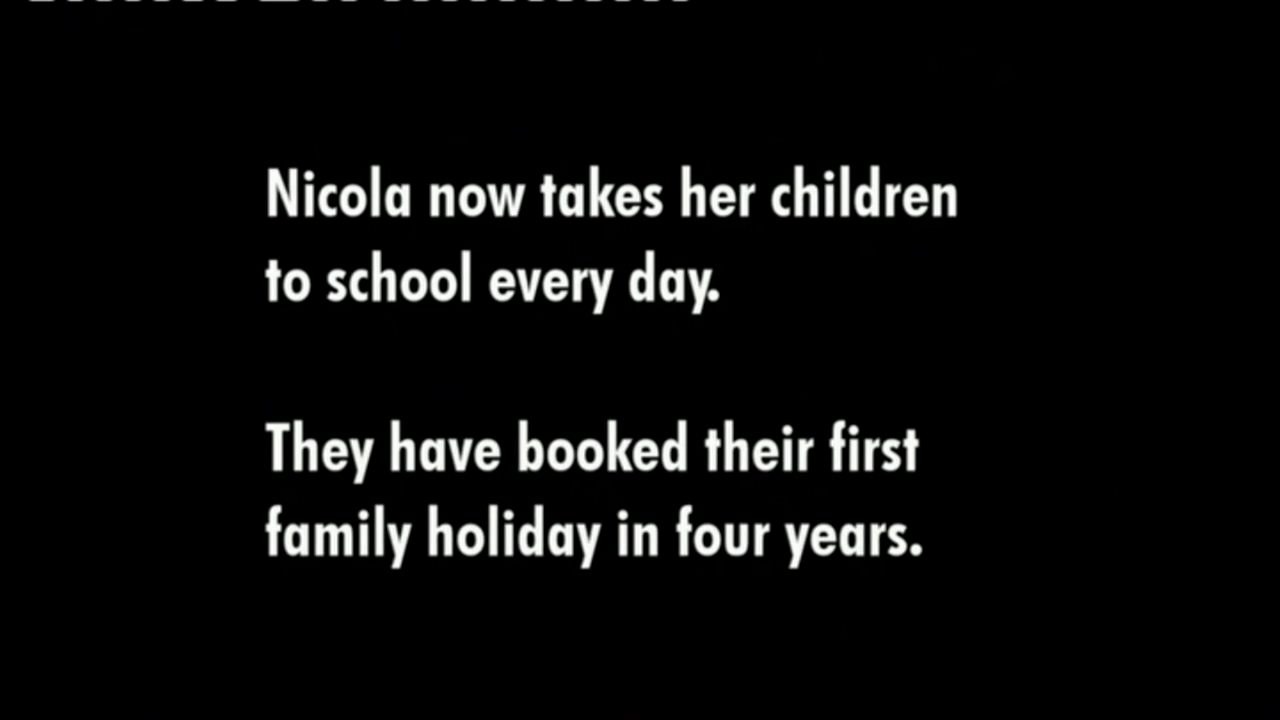 Nicola now takes her children
to school every day.
They have booked their first
family holiday in four years.